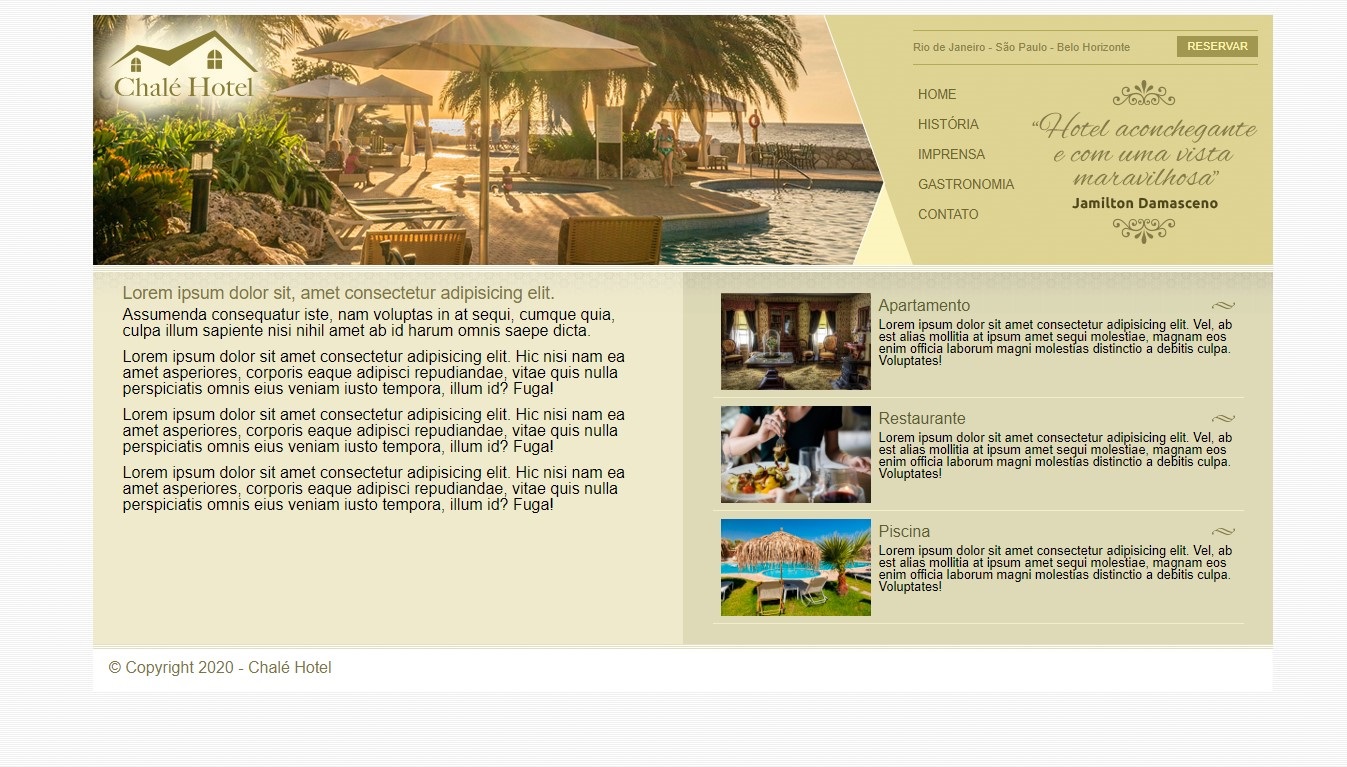 Chalé Hotel
Rio de Janeiro - São Paulo - Belo Horizonte
RESERVAR
HOME
HISTÓRIA
IMPRENSA
GASTRONOMIA
CONTATO
“Hotel aconchegante
e com uma vista
maravilhosa”
Jamilton Damasceno
Lorem ipsum dolor sit, amet consectetur adipisicing elit.
Assumenda consequatur iste, nam voluptas in at sequi, cumque quia,
culpa illum sapiente nisi nihil amet ab id harum omnis saepe dicta.
Lorem ipsum dolor sit amet consectetur adipisicing elit. Hic nisi nam ea
amet asperiores, corporis eaque adipisci repudiandae, vitae quis nulla
perspiciatis omnis eius veniam iusto tempora, illum id? Fuga!
Lorem ipsum dolor sit amet consectetur adipisicing elit. Hic nisi nam ea
amet asperiores, corporis eaque adipisci repudiandae, vitae quis nulla
perspiciatis omnis eius veniam iusto tempora, illum id? Fuga!
Lorem ipsum dolor sit amet consectetur adipisicing elit. Hic nisi nam ea
amet asperiores, corporis eaque adipisci repudiandae, vitae quis nulla
perspiciatis omnis eius veniam iusto tempora, illum id? Fuga!
Apartamento
Lorem ipsum dolor sit amet consectetur adipisicing elit. Vel, ab
est alias mollitia at ipsum amet sequi molestiae, magnam eos
enim officia laborum magni molestias distinctio a debitis culpa.
Voluptates!
Restaurante
Lorem ipsum dolor sit amet consectetur adipisicing elit. Vel, ab
est alias mollitia at ipsum amet sequi molestiae, magnam eos
enim officia laborum magni molestias distinctio a debitis culpa.
Voluptates!
Piscina
Lorem ipsum dolor sit amet consectetur adipisicing elit. Vel, ab
est alias mollitia at ipsum amet sequi molestiae, magnam eos
enim officia laborum magni molestias distinctio a debitis culpa.
Voluptates!
© Copyright 2020 - Chalé Hotel